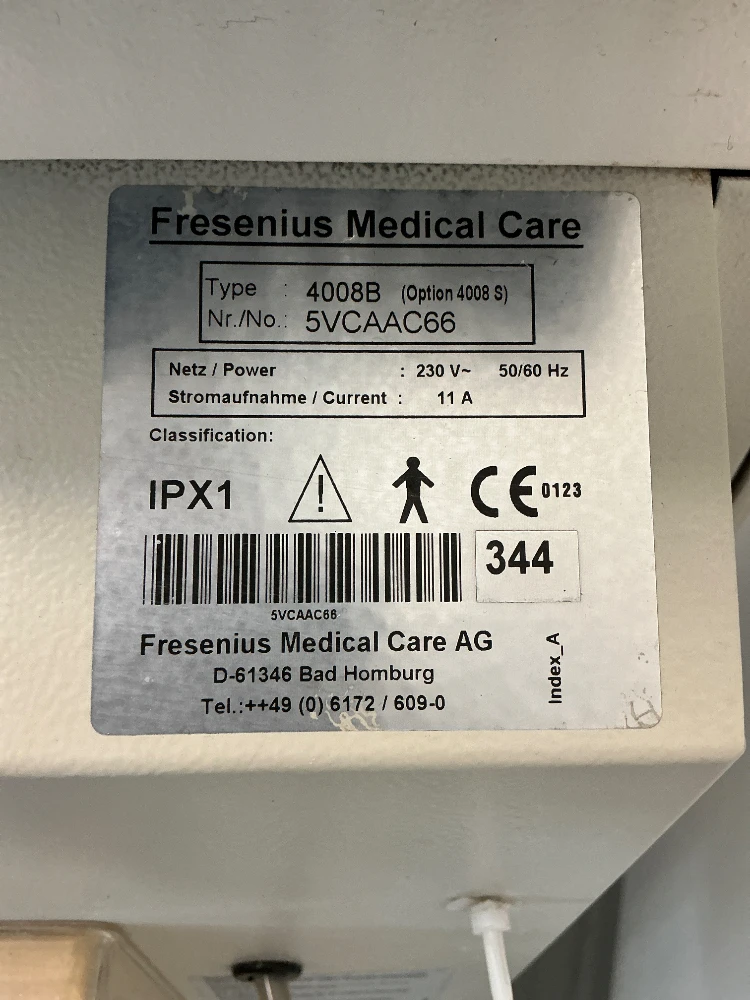 Fresenius Medical Care
Type : 4008B (Option 4008 S)
Nr./No.: 5VCAAC66
Netz / Power : 230 V~ 50/60 Hz
Stromaufnahme / Current : 11 A
Classification:
IPX1 ! CE 0123
344
5VCAAC66
Fresenius Medical Care AG
D-61346 Bad Homburg
Tel.:++49 (0) 6172 / 609-0
Index_A